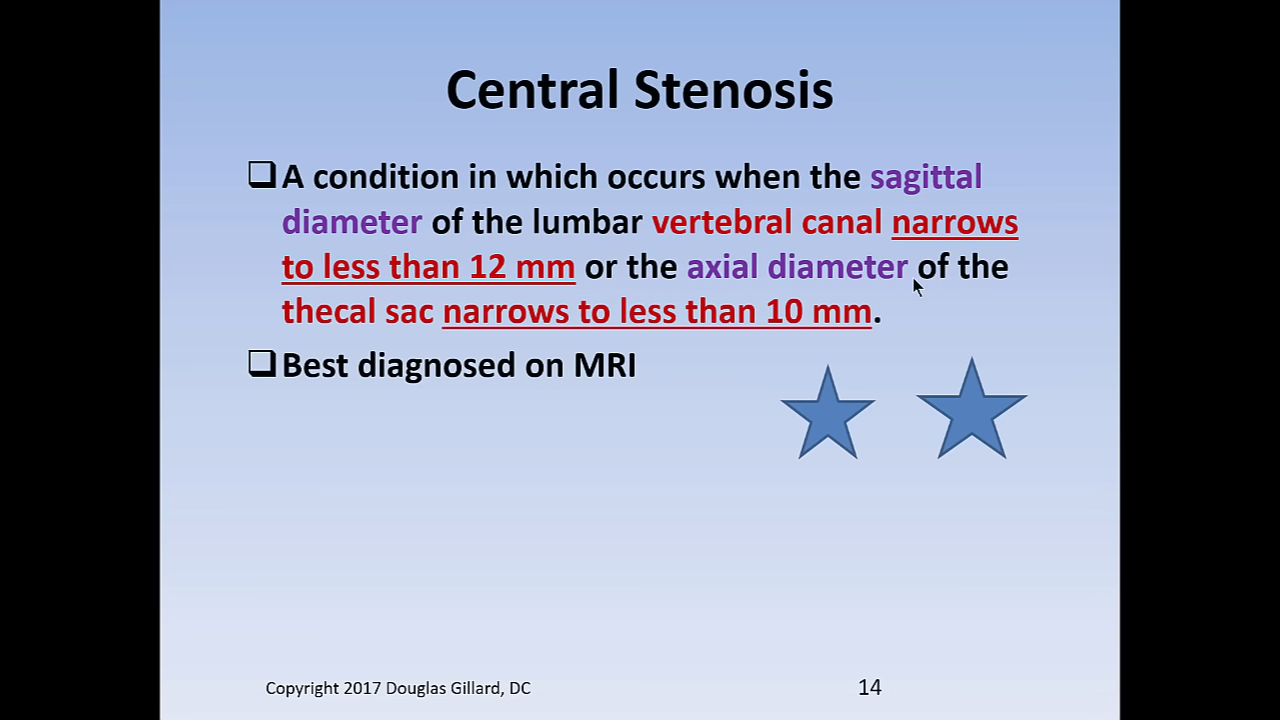 Central Stenosis
A condition in which occurs when the sagittal
diameter of the lumbar vertebral canal narrows
to less than 12 mm or the axial diameter of the
thecal sac narrows to less than 10 mm.
Best diagnosed on MRI
Copyright 2017 Douglas Gillard, DC
14